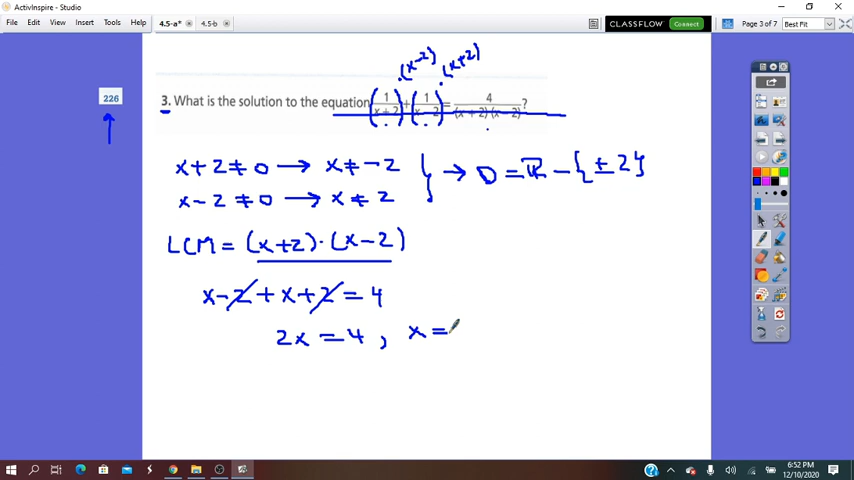 ActivInspire - Studio
File Edit View Insert Tools Help
CLASSFLOW Connect
Page 3 of 7
Best Fit
4.5-a*
4.5-b
226
(x-2) (x+2)
3. What is the solution to the equation (1/(x + 2)) + (1/(x - 2)) = 4/((x + 2)(x - 2))?
x+2≠0 → x≠-2
x-2≠0 → x≠2
} → D = ℝ - {±2}
LCM = (x+2)·(x-2)
x-2+x+2=4
2x=4, x=
6:52 PM
12/10/2020